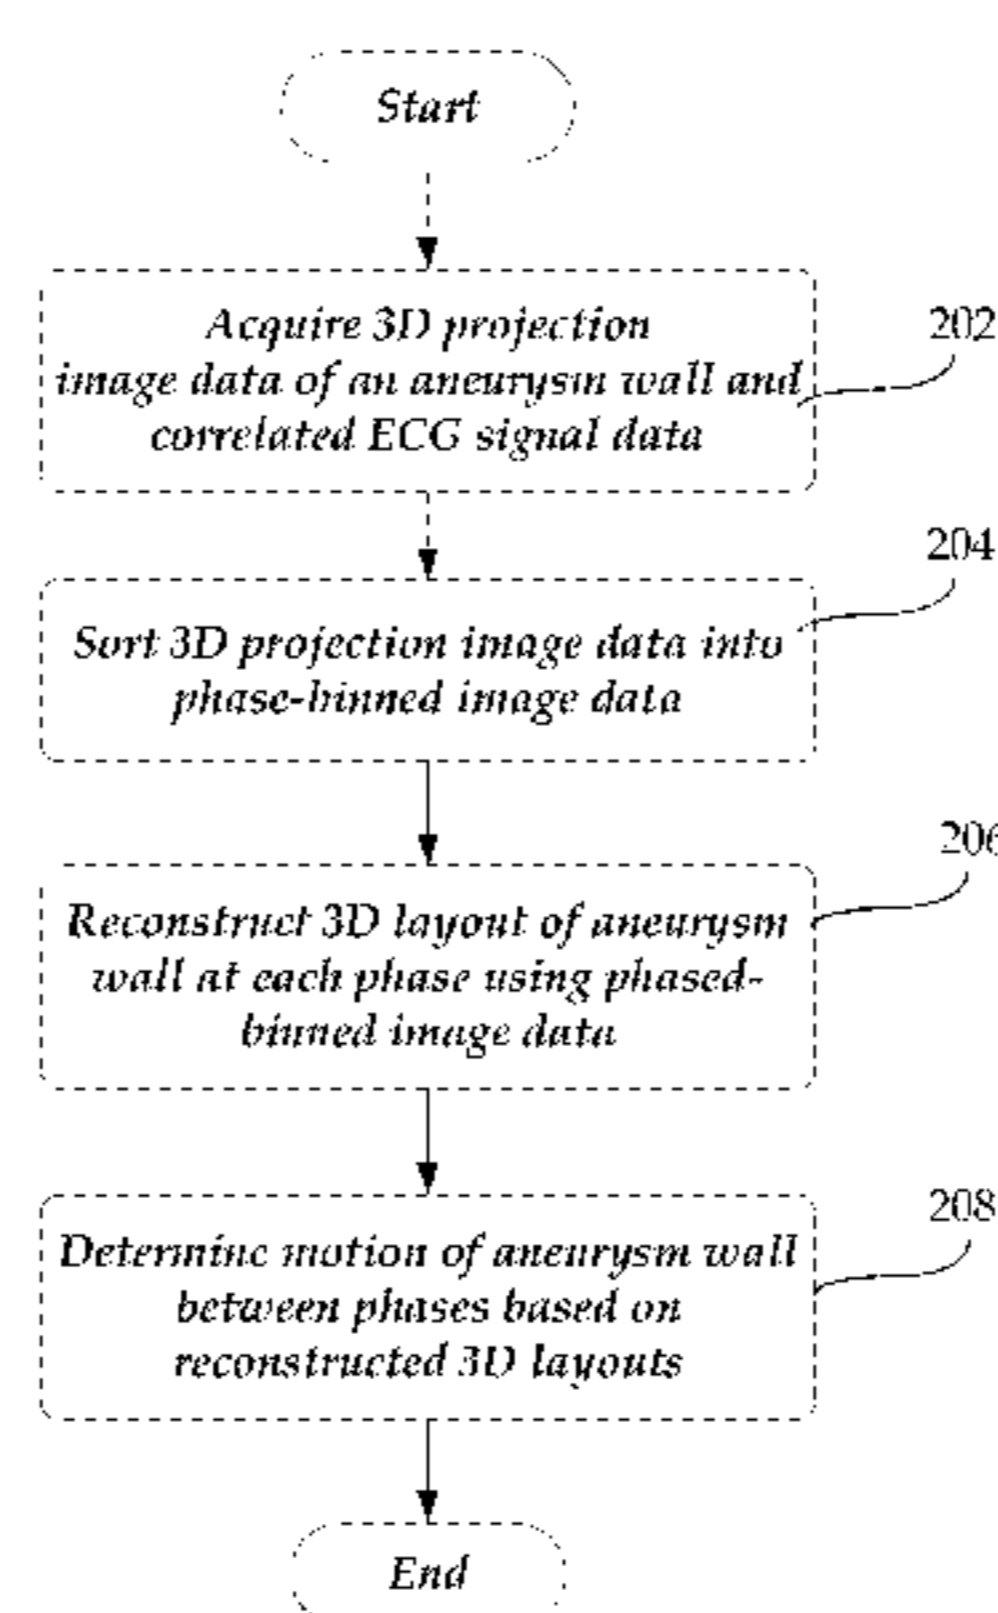 Start
Acquire 3D projection
image data of an aneurysm wall and
correlated ECG signal data
202
Sort 3D projection image data into
phase-binned image data
204
Reconstruct 3D layout of aneurysm
wall at each phase using phased-
binned image data
206
Determine motion of aneurysm wall
between phases based on
reconstructed 3D layouts
208
End